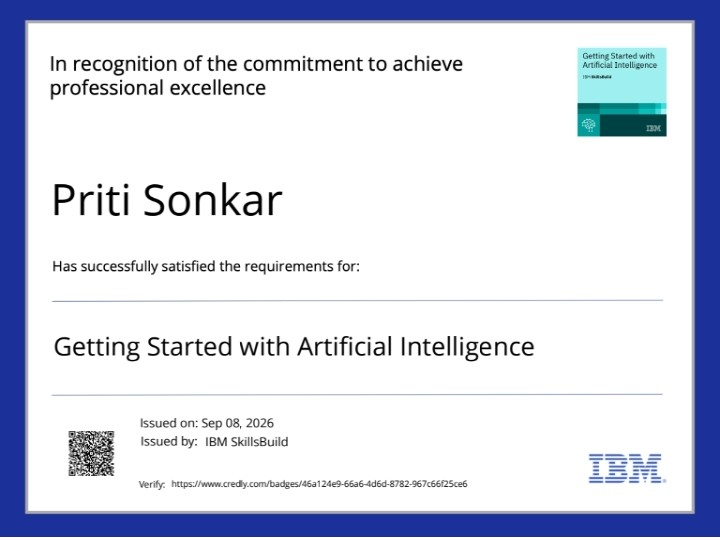 In recognition of the commitment to achieve
professional excellence
Getting Started with
Artificial Intelligence
IBM SkillsBuild
IBM
Priti Sonkar
Has successfully satisfied the requirements for:
Getting Started with Artificial Intelligence
Issued on: Sep 08, 2026
Issued by: IBM SkillsBuild
Verify: https://www.credly.com/badges/46a124e9-66a6-4d6d-8782-967c66f25ce6
IBM